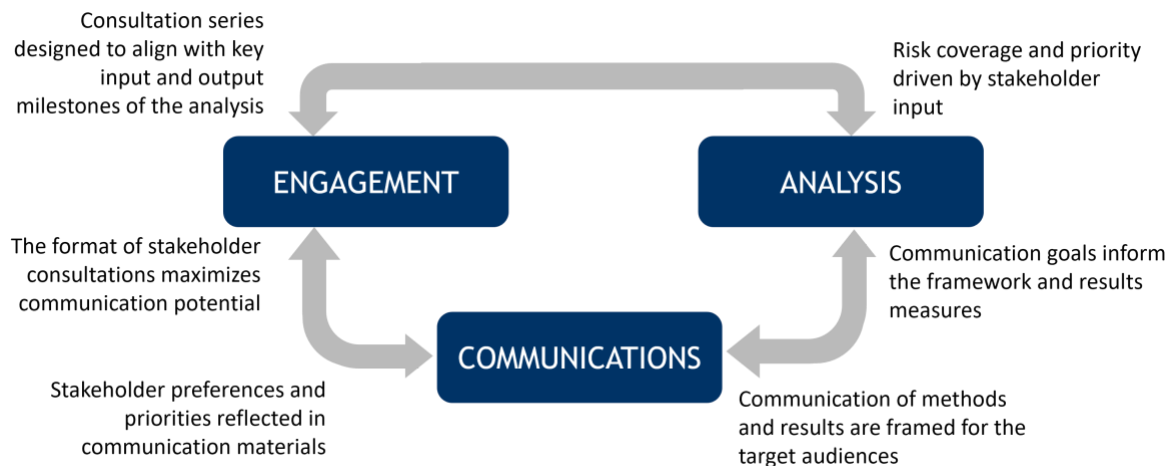 Consultation series
designed to align with key
input and output
milestones of the analysis
Risk coverage and priority
driven by stakeholder
input
ENGAGEMENT
ANALYSIS
The format of stakeholder
consultations maximizes
communication potential
Communication goals inform
the framework and results
measures
COMMUNICATIONS
Stakeholder preferences and
priorities reflected in
communication materials
Communication of methods
and results are framed for the
target audiences